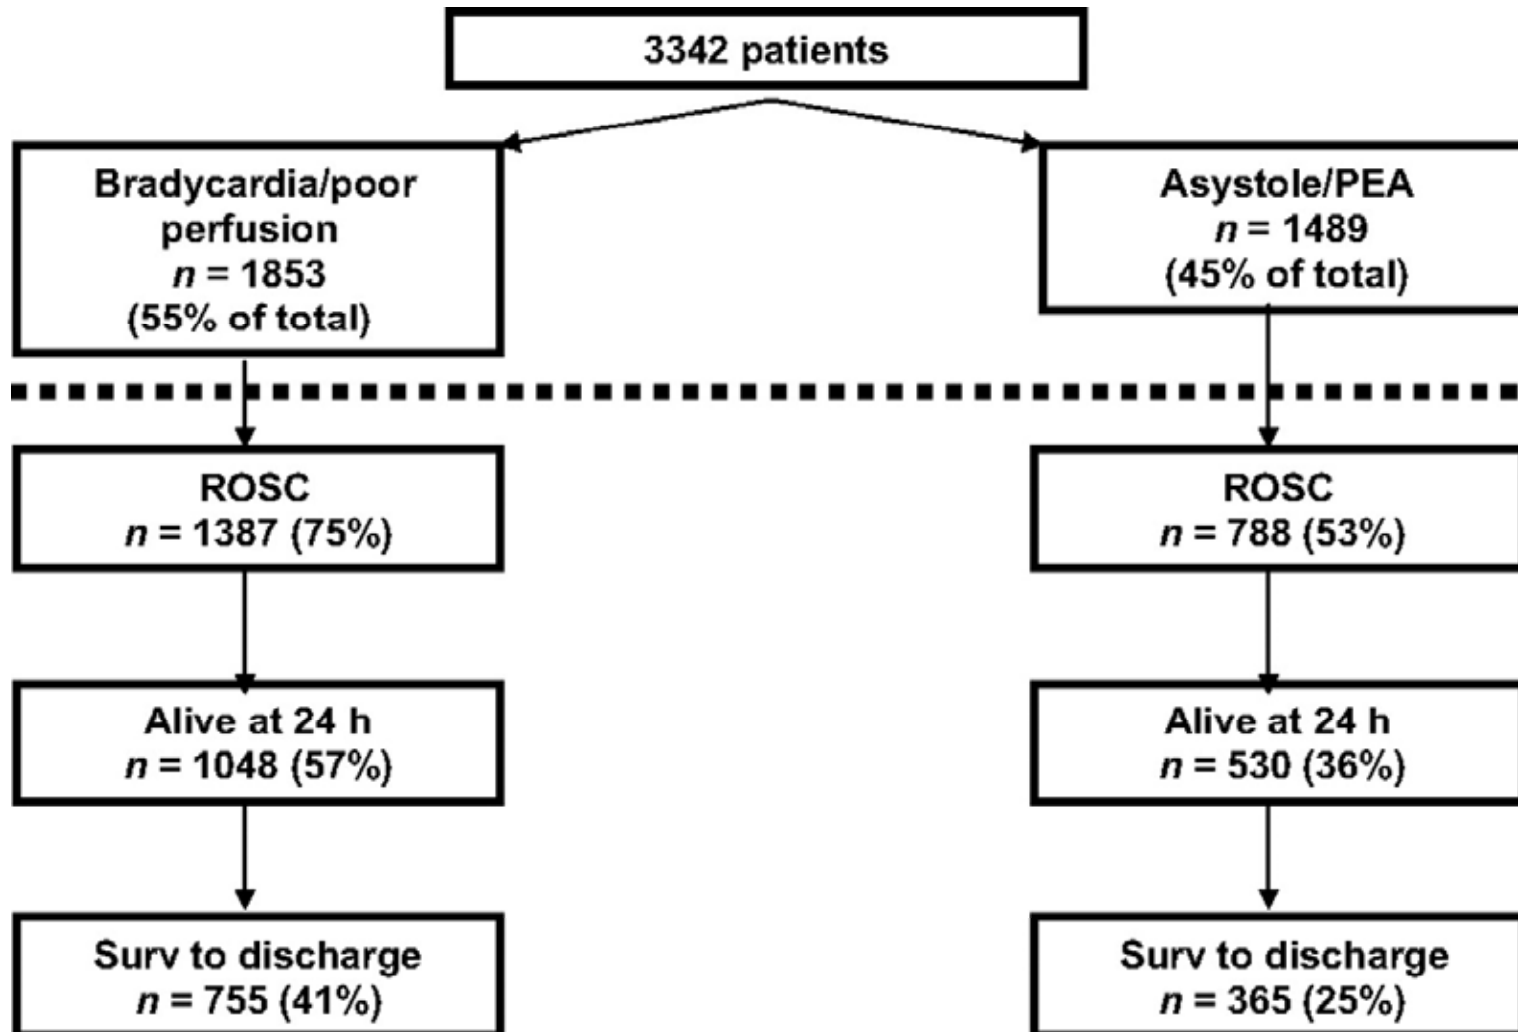 3342 patients
Bradycardia/poor
perfusion
n = 1853
(55% of total)
Asystole/PEA
n = 1489
(45% of total)
ROSC
n = 1387 (75%)
ROSC
n = 788 (53%)
Alive at 24 h
n = 1048 (57%)
Alive at 24 h
n = 530 (36%)
Surv to discharge
n = 755 (41%)
Surv to discharge
n = 365 (25%)